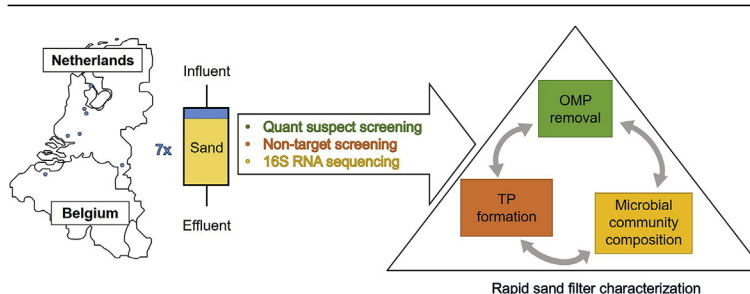 Netherlands
Belgium
7x
Influent
Sand
Effluent
• Quant suspect screening
• Non-target screening
• 16S RNA sequencing
OMP
removal
TP
formation
Microbial
community
composition
Rapid sand filter characterization